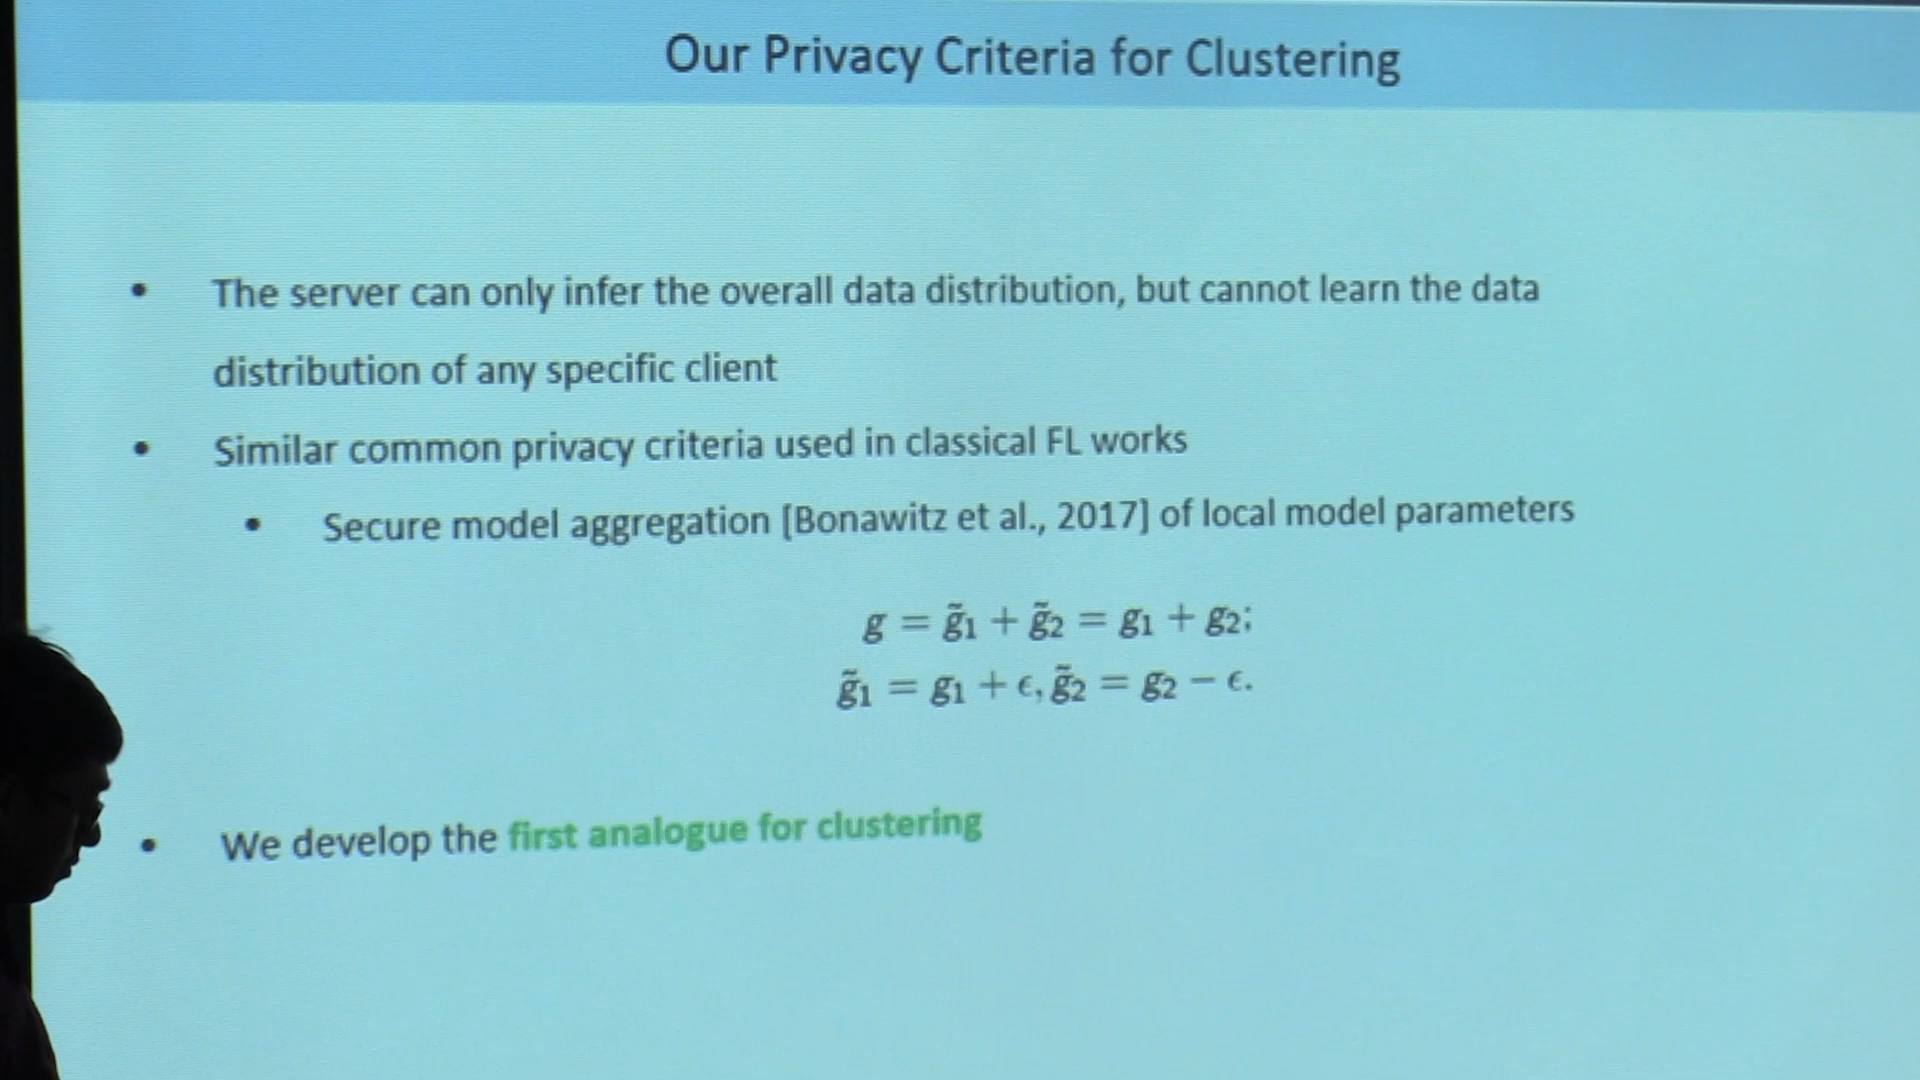 Our Privacy Criteria for Clustering
• The server can only infer the overall data distribution, but cannot learn the data
distribution of any specific client
• Similar common privacy criteria used in classical FL works
• Secure model aggregation [Bonawitz et al., 2017] of local model parameters
g = g̃₁ + g̃₂ = g₁ + g₂;
g̃₁ = g₁ + ϵ, g̃₂ = g₂ − ϵ.
• We develop the first analogue for clustering